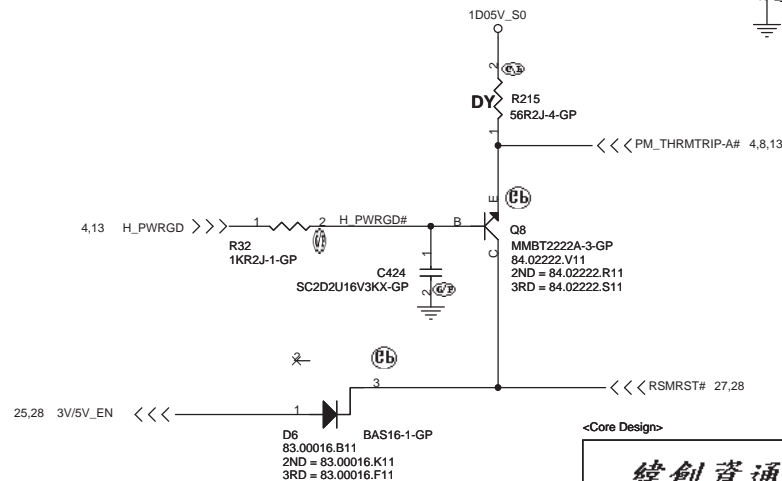 1D05V_S0
2
DY
R215
56R2J-4-GP
1
PM_THRMTRIP-A# 4,8,13
E
4,13 H_PWRGD
1
2
H_PWRGD#
B
Q8
R32
1KR2J-1-GP
MMBT2222A-3-GP
84.02222.V11
2ND = 84.02222.R11
3RD = 84.02222.S11
C
1
C424
SC2D2U16V3KX-GP
2
2
3
RSMRST# 27,28
25,28 3V/5V_EN
1
D6
BAS16-1-GP
83.00016.B11
2ND = 83.00016.K11
3RD = 83.00016.F11
<Core Design>
緯創資通